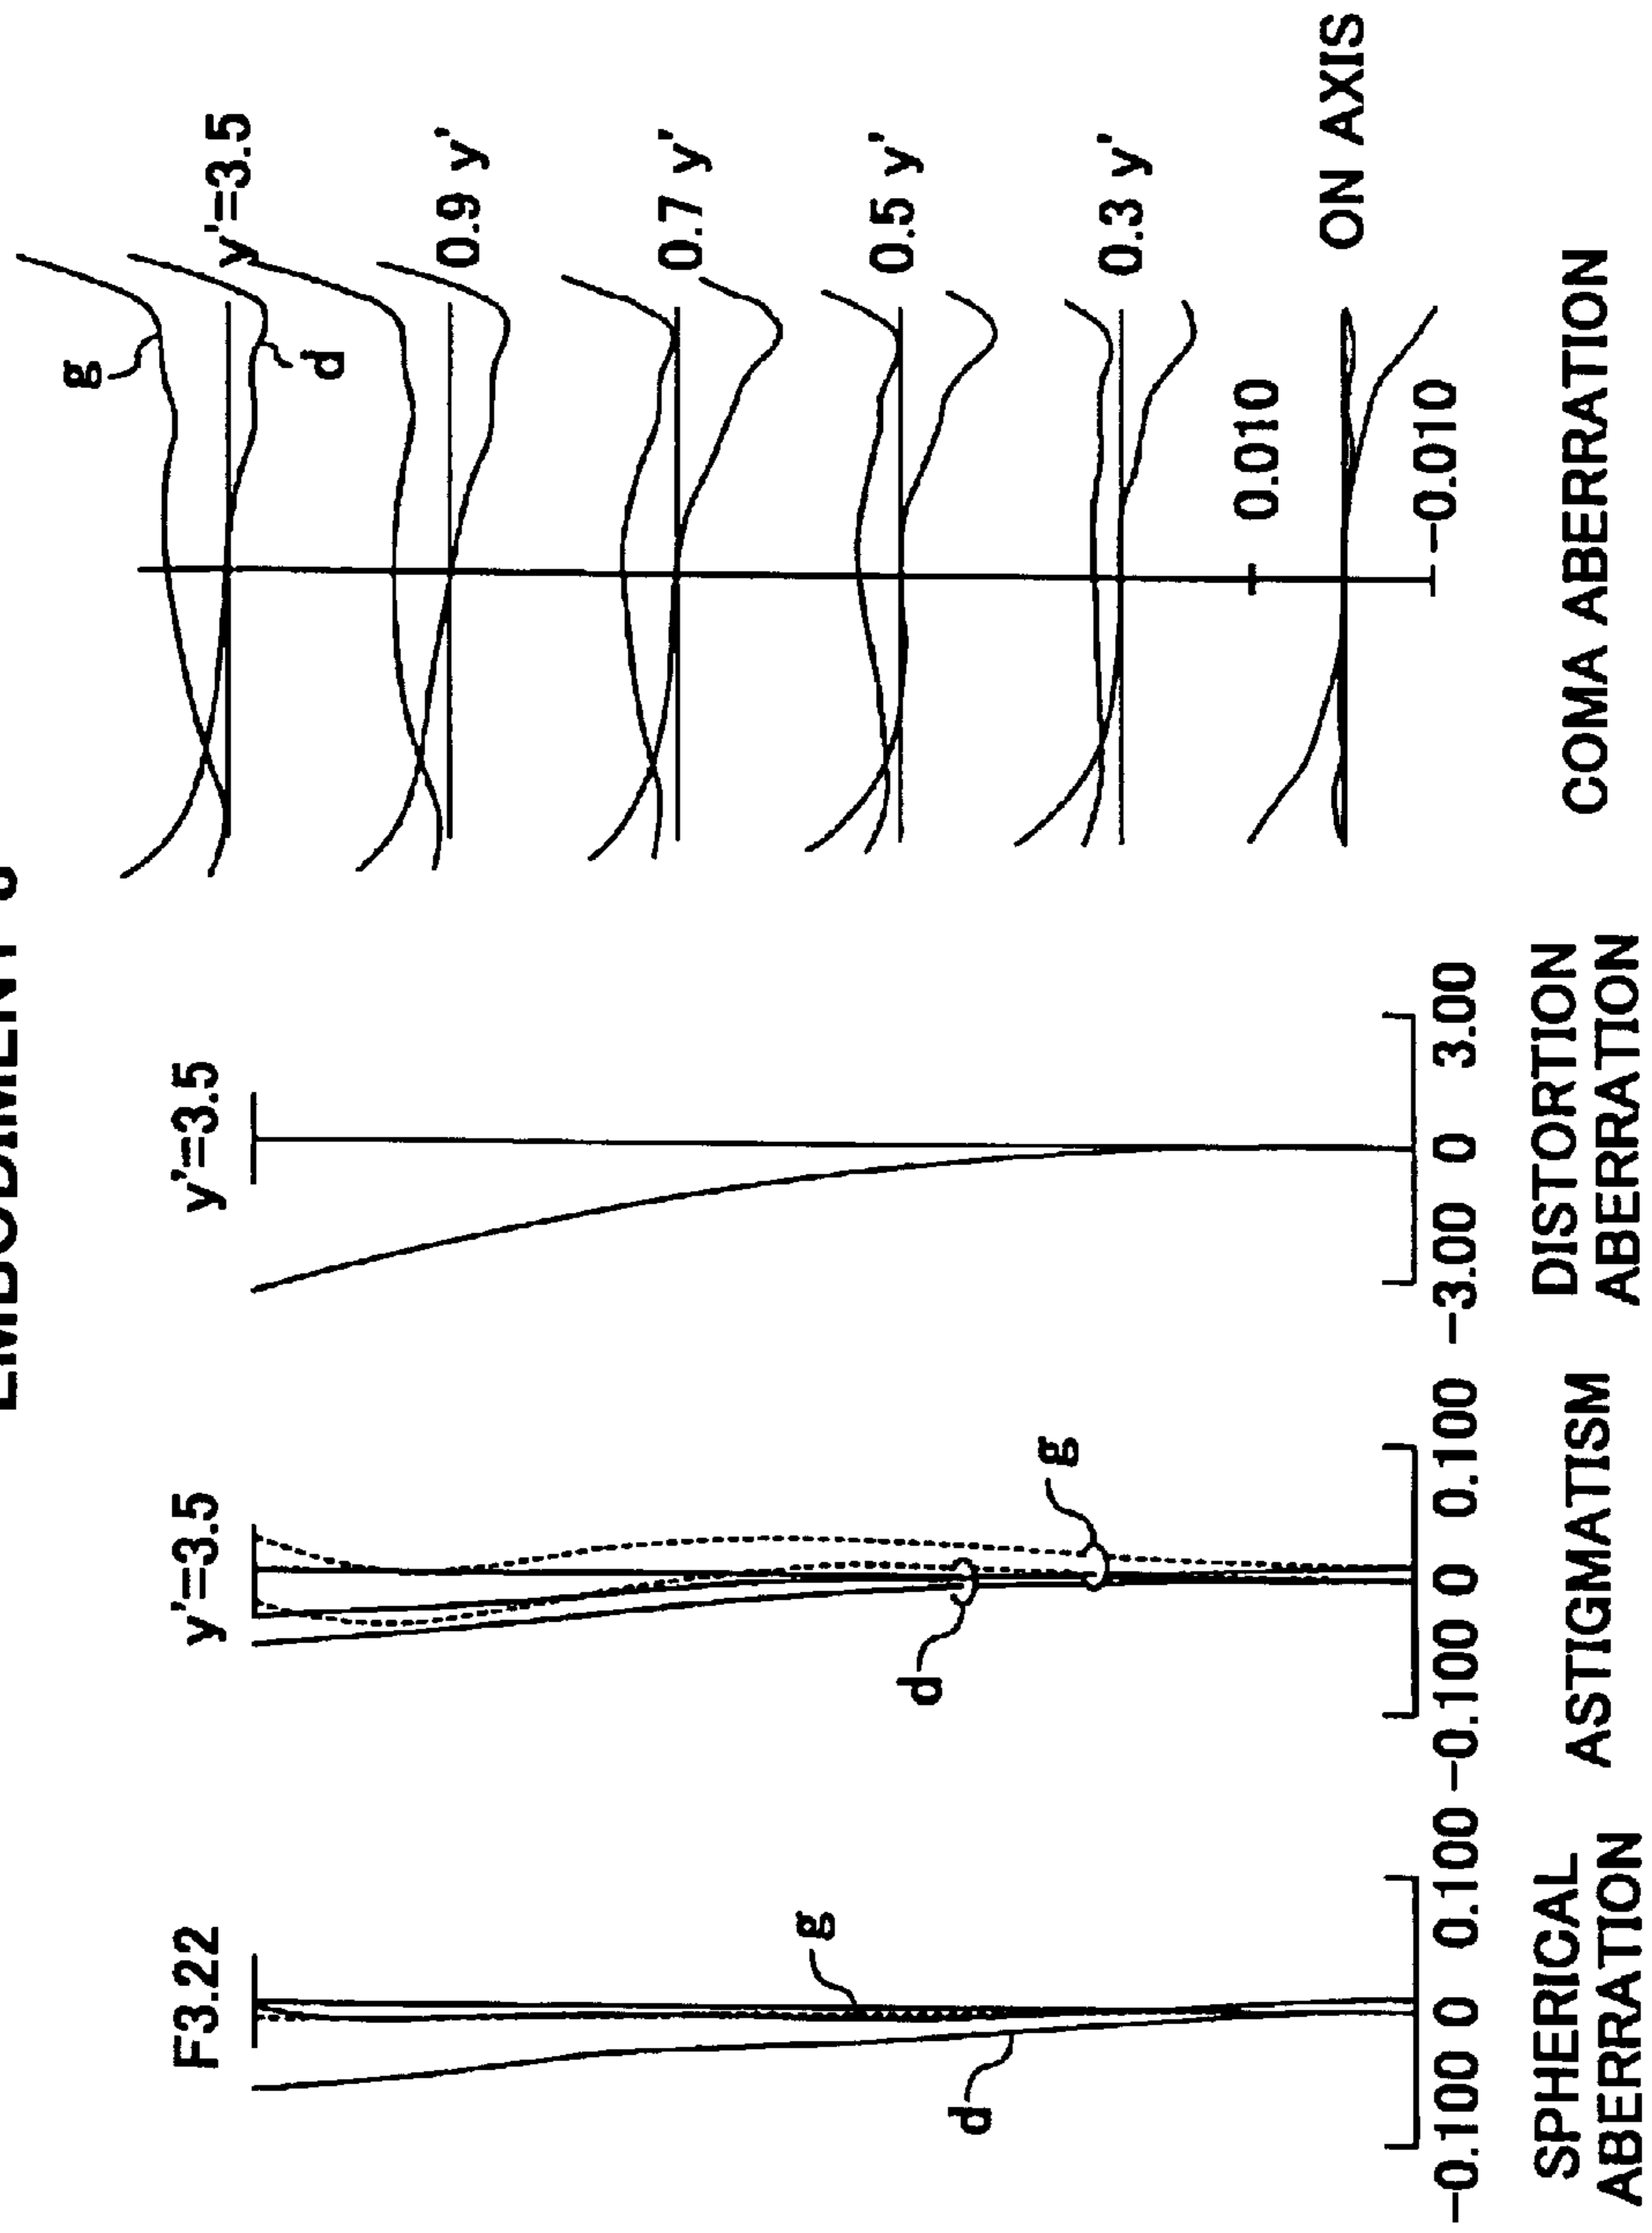 F3.22
g
d
-0.100 0 0.100
SPHERICAL
ABERRATION
y'=3.5
g
d
-0.100 0 0.100
ASTIGMATISM
y'=3.5
-3.00 0 3.00
DISTORTION
ABERRATION
g
y'=3.5
d
0.9 y'
0.7 y'
0.5 y'
0.3 y'
0.010
ON AXIS
-0.010
COMA ABERRATION